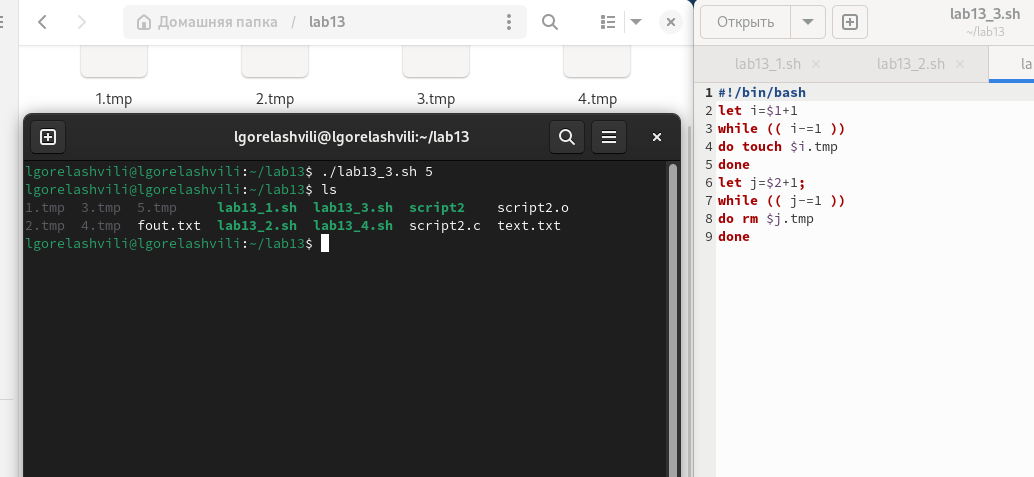 Домашняя папка / lab13
1.tmp 2.tmp 3.tmp 4.tmp
lgorelashvili@lgorelashvili:~/lab13
lgorelashvili@lgorelashvili:~/lab13$ ./lab13_3.sh 5
lgorelashvili@lgorelashvili:~/lab13$ ls
1.tmp 3.tmp 5.tmp lab13_1.sh lab13_3.sh script2 script2.o
2.tmp 4.tmp fout.txt lab13_2.sh lab13_4.sh script2.c text.txt
lgorelashvili@lgorelashvili:~/lab13$
Открыть
lab13_3.sh
~/lab13
lab13_1.sh × lab13_2.sh × la
1 #!/bin/bash
2 let i=$1+1
3 while (( i-=1 ))
4 do touch $i.tmp
5 done
6 let j=$2+1;
7 while (( j-=1 ))
8 do rm $j.tmp
9 done